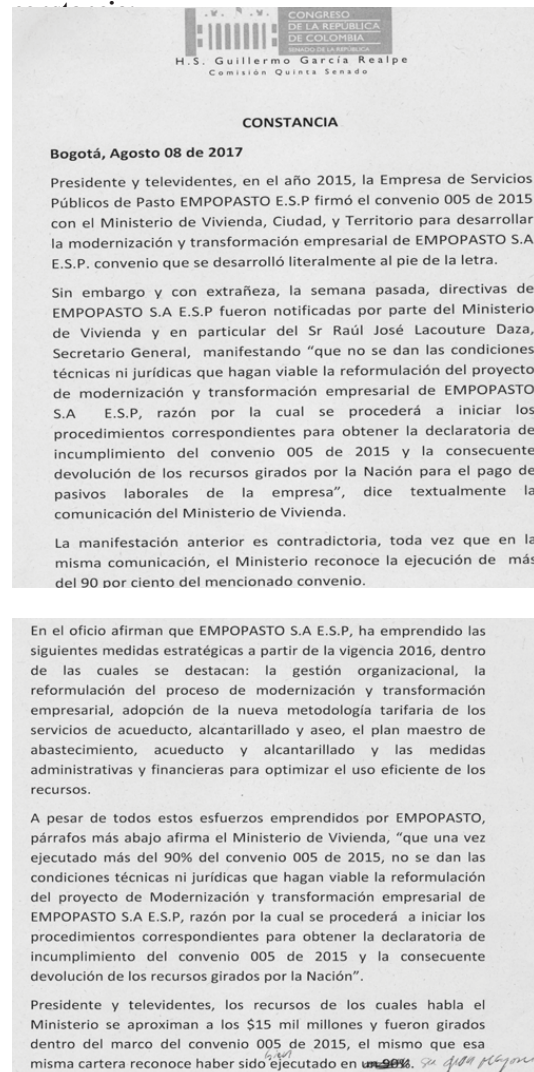 CONGRESO
DE LA REPÚBLICA
DE COLOMBIA
SENADO DE LA REPÚBLICA
H.S. Guillermo García Realpe
Comisión Quinta Senado
CONSTANCIA
Bogotá, Agosto 08 de 2017
Presidente y televidentes, en el año 2015, la Empresa de Servicios
Públicos de Pasto EMPOPASTO E.S.P firmó el convenio 005 de 2015
con el Ministerio de Vivienda, Ciudad, y Territorio para desarrollar
la modernización y transformación empresarial de EMPOPASTO S.A
E.S.P. convenio que se desarrolló literalmente al pie de la letra.
Sin embargo y con extrañeza, la semana pasada, directivas de
EMPOPASTO S.A E.S.P fueron notificadas por parte del Ministerio
de Vivienda y en particular del Sr Raúl José Lacouture Daza,
Secretario General, manifestando “que no se dan las condiciones
técnicas ni jurídicas que hagan viable la reformulación del proyecto
de modernización y transformación empresarial de EMPOPASTO
S.A E.S.P, razón por la cual se procederá a iniciar los
procedimientos correspondientes para obtener la declaratoria de
incumplimiento del convenio 005 de 2015 y la consecuente
devolución de los recursos girados por la Nación para el pago de
pasivos laborales de la empresa”, dice textualmente la
comunicación del Ministerio de Vivienda.
La manifestación anterior es contradictoria, toda vez que en la
misma comunicación, el Ministerio reconoce la ejecución de más
del 90 por ciento del mencionado convenio.
En el oficio afirman que EMPOPASTO S.A E.S.P, ha emprendido las
siguientes medidas estratégicas a partir de la vigencia 2016, dentro
de las cuales se destacan: la gestión organizacional, la
reformulación del proceso de modernización y transformación
empresarial, adopción de la nueva metodología tarifaria de los
servicios de acueducto, alcantarillado y aseo, el plan maestro de
abastecimiento, acueducto y alcantarillado y las medidas
administrativas y financieras para optimizar el uso eficiente de los
recursos.
A pesar de todos estos esfuerzos emprendidos por EMPOPASTO,
párrafos más abajo afirma el Ministerio de Vivienda, “que una vez
ejecutado más del 90% del convenio 005 de 2015, no se dan las
condiciones técnicas ni jurídicas que hagan viable la reformulación
del proyecto de Modernización y transformación empresarial de
EMPOPASTO S.A E.S.P, razón por la cual se procederá a iniciar los
procedimientos correspondientes para obtener la declaratoria de
incumplimiento del convenio 005 de 2015 y la consecuente
devolución de los recursos girados por la Nación”.
Presidente y televidentes, los recursos de los cuales habla el
Ministerio se aproximan a los $15 mil millones y fueron girados
dentro del marco del convenio 005 de 2015, el mismo que esa
misma cartera reconoce haber sido ejecutado en un 90%. su gran